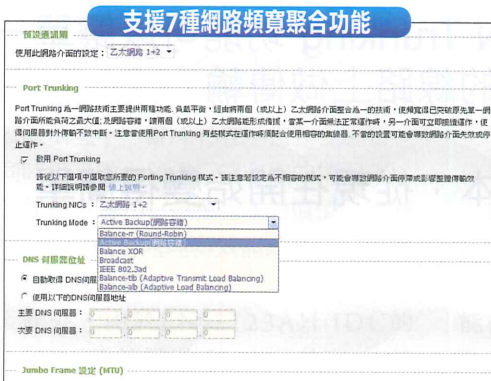 支援7種網路頻寬聚合功能
預設通訊閘
使用此網路介面的設定： 乙太網路 1+2
Port Trunking
Port Trunking 為一網路技術主要提供兩種功能. 負載平衡，經由將兩個（或以上）乙太網路介面整合為一的技術，使頻寬得已突破原先單一網
路介面所能負荷之最大值; 及網路容錯，讓兩個（或以上）乙太網路能形成備援，當某一介面無法正常運作時，另一介面可立即接續運作，使
得伺服器對外傳輸不致中斷。注意當使用Port Trunking 有些模式在運作時須配合使用相容的集線器. 不當的設置可能會導致網路介面失效或停
止運作。
啟用 Port Trunking
請從以下選項中選取您所要的 Porting Trunking 模式。請注意若設定為不相容的模式，可能會導致網路介面停滯或影響整體傳輸效
能。詳細說明請參閱 線上說明。
Trunking NICs： 乙太網路 1+2
Trunking Mode： Active Backup(網路容錯)
Balance-rr (Round-Robin)
Active Backup(網路容錯)
Balance XOR
Broadcast
IEEE 802.3ad
Balance-tlb (Adaptive Transmit Load Balancing)
Balance-alb (Adaptive Load Balancing)
DNS 伺服器位址
自動取得 DNS伺服
使用以下的DNS伺服器地址
主要 DNS 伺服器： 0 .0 .0 .0
次要 DNS 伺服器： 0 .0 .0 .0
Jumbo Frame 設定 (MTU)